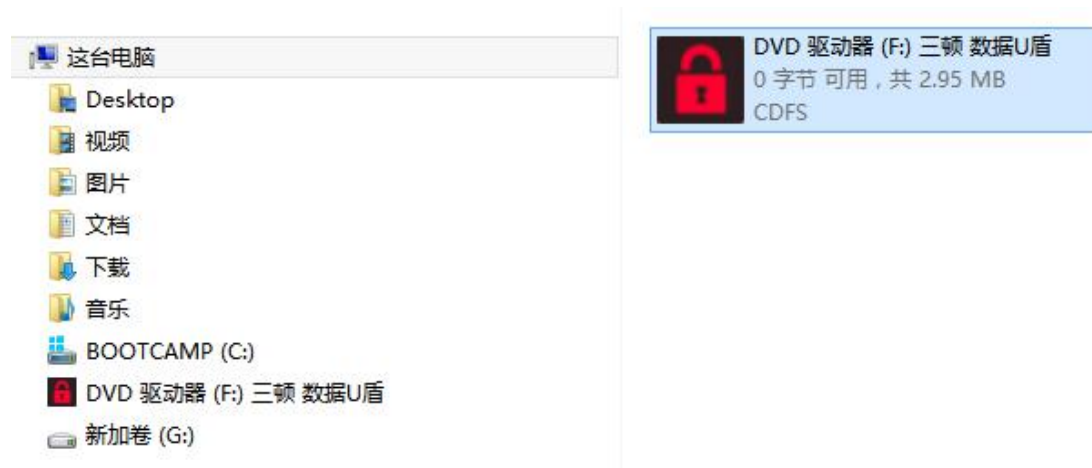 这台电脑
Desktop
视频
图片
文档
下载
音乐
BOOTCAMP (C:)
DVD 驱动器 (F:) 三顿 数据U盾
新加卷 (G:)
DVD 驱动器 (F:) 三顿 数据U盾
0 字节 可用，共 2.95 MB
CDFS